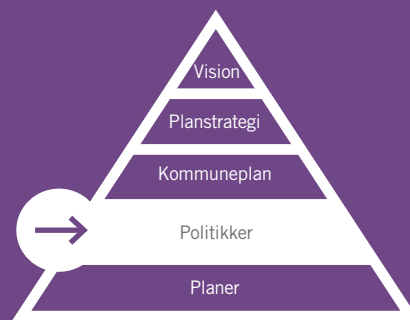 Vision
Planstrategi
Kommuneplan
Politikker
Planer